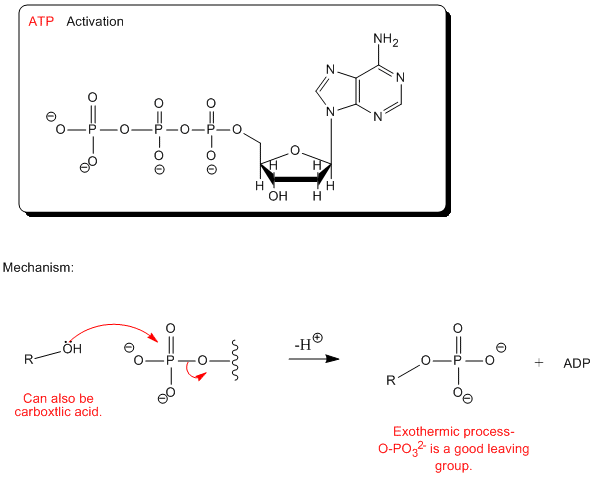 ATP Activation
NH2
N
N
N
N
O O O
⊖ O P O P O P O
O O O
⊖ ⊖ ⊖
O
H H H H
OH H
Mechanism:
R ÖH
O
⊖ O P O
⊖ O
-H⊕
O
R O P O ⊖
O ⊖
+ ADP
Can also be
carboxtlic acid.
Exothermic process-
O-PO3 2- is a good leaving
group.